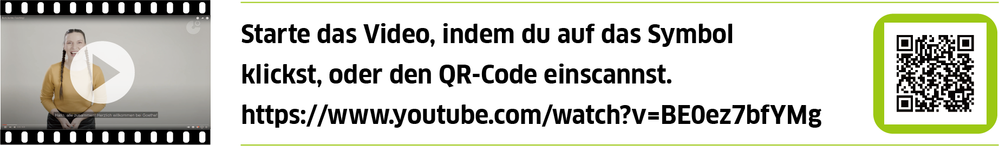 Hallo, alle zusammen! Herzlich willkommen bei Goethe!
Starte das Video, indem du auf das Symbol
klickst, oder den QR-Code einscannst.
https://www.youtube.com/watch?v=BE0ez7bfYMg